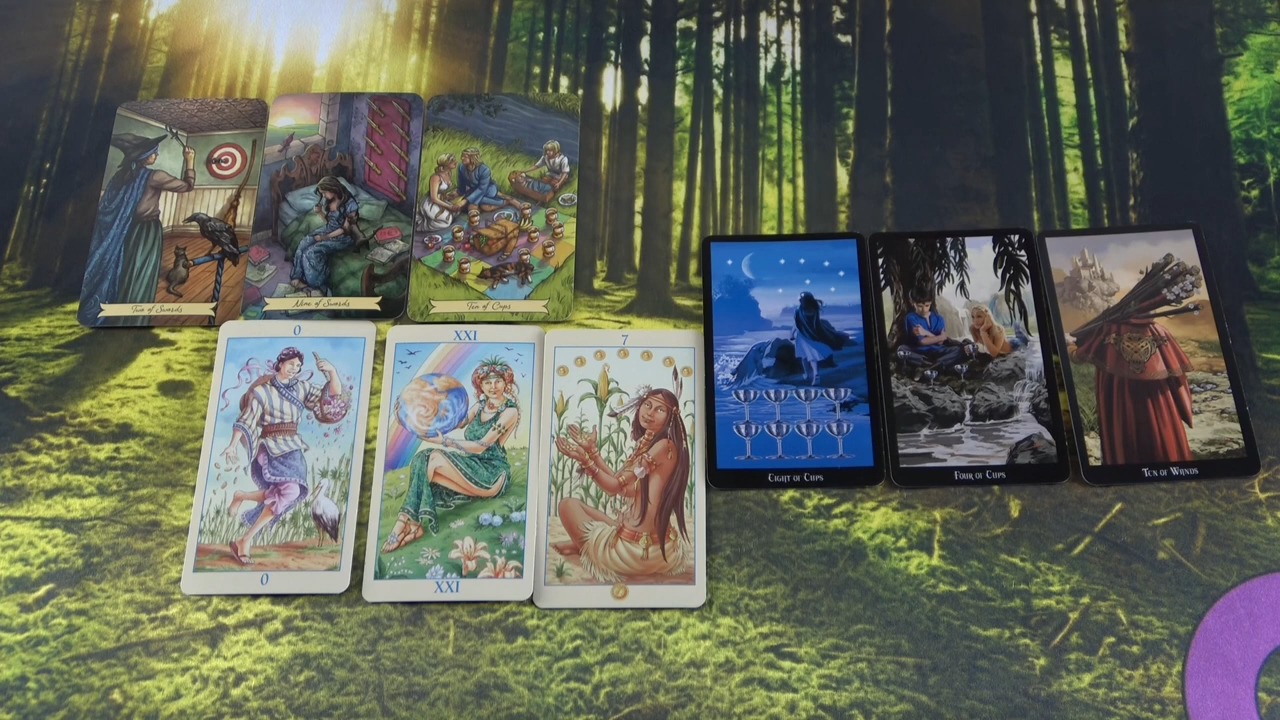 Two of Swords
Nine of Swords
Ten of Cups
0
XXI
7
0
XXI
Eight of Cups
Four of Cups
Ten of Wands